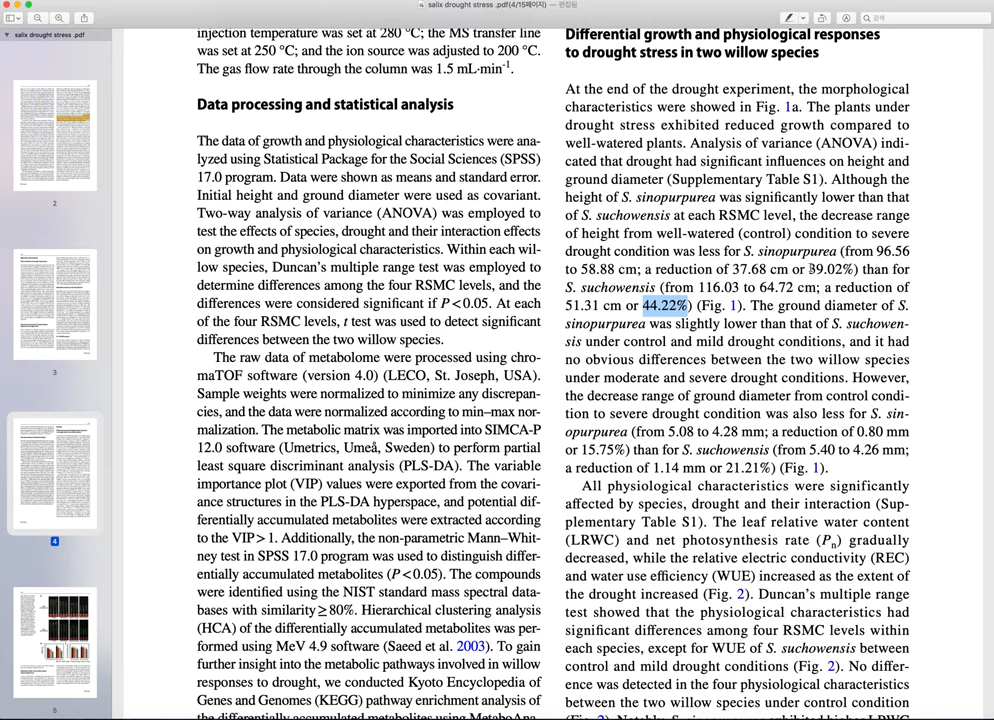 salix drought stress .pdf(4/15페이지) — 편집됨
검색
salix drought stress .pdf
2
3
4
5
injection temperature was set at 280 °C; the MS transfer line
was set at 250 °C; and the ion source was adjusted to 200 °C.
The gas flow rate through the column was 1.5 mL·min⁻¹.
Data processing and statistical analysis
The data of growth and physiological characteristics were ana-
lyzed using Statistical Package for the Social Sciences (SPSS)
17.0 program. Data were shown as means and standard error.
Initial height and ground diameter were used as covariant.
Two-way analysis of variance (ANOVA) was employed to
test the effects of species, drought and their interaction effects
on growth and physiological characteristics. Within each wil-
low species, Duncan's multiple range test was employed to
determine differences among the four RSMC levels, and the
differences were considered significant if P < 0.05. At each
of the four RSMC levels, t test was used to detect significant
differences between the two willow species.
The raw data of metabolome were processed using chro-
maTOF software (version 4.0) (LECO, St. Joseph, USA).
Sample weights were normalized to minimize any discrepan-
cies, and the data were normalized according to min–max nor-
malization. The metabolic matrix was imported into SIMCA-P
12.0 software (Umetrics, Umeå, Sweden) to perform partial
least square discriminant analysis (PLS-DA). The variable
importance plot (VIP) values were exported from the covari-
ance structures in the PLS-DA hyperspace, and potential dif-
ferentially accumulated metabolites were extracted according
to the VIP > 1. Additionally, the non-parametric Mann–Whit-
ney test in SPSS 17.0 program was used to distinguish differ-
entially accumulated metabolites (P < 0.05). The compounds
were identified using the NIST standard mass spectral data-
bases with similarity ≥ 80%. Hierarchical clustering analysis
(HCA) of the differentially accumulated metabolites was per-
formed using MeV 4.9 software (Saeed et al. 2003). To gain
further insight into the metabolic pathways involved in willow
responses to drought, we conducted Kyoto Encyclopedia of
Genes and Genomes (KEGG) pathway enrichment analysis of
the differentially accumulated metabolites using MetaboAna-
Differential growth and physiological responses
to drought stress in two willow species
At the end of the drought experiment, the morphological
characteristics were showed in Fig. 1a. The plants under
drought stress exhibited reduced growth compared to
well-watered plants. Analysis of variance (ANOVA) indi-
cated that drought had significant influences on height and
ground diameter (Supplementary Table S1). Although the
height of S. sinopurpurea was significantly lower than that
of S. suchowensis at each RSMC level, the decrease range
of height from well-watered (control) condition to severe
drought condition was less for S. sinopurpurea (from 96.56
to 58.88 cm; a reduction of 37.68 cm or 39.02%) than for
S. suchowensis (from 116.03 to 64.72 cm; a reduction of
51.31 cm or 44.22%) (Fig. 1). The ground diameter of S.
sinopurpurea was slightly lower than that of S. suchowen-
sis under control and mild drought conditions, and it had
no obvious differences between the two willow species
under moderate and severe drought conditions. However,
the decrease range of ground diameter from control condi-
tion to severe drought condition was also less for S. sin-
opurpurea (from 5.08 to 4.28 mm; a reduction of 0.80 mm
or 15.75%) than for S. suchowensis (from 5.40 to 4.26 mm;
a reduction of 1.14 mm or 21.21%) (Fig. 1).
All physiological characteristics were significantly
affected by species, drought and their interaction (Sup-
plementary Table S1). The leaf relative water content
(LRWC) and net photosynthesis rate (Pn) gradually
decreased, while the relative electric conductivity (REC)
and water use efficiency (WUE) increased as the extent of
the drought increased (Fig. 2). Duncan's multiple range
test showed that the physiological characteristics had
significant differences among four RSMC levels within
each species, except for WUE of S. suchowensis between
control and mild drought conditions (Fig. 2). No differ-
ence was detected in the four physiological characteristics
between the two willow species under control condition
(Fig. 2). Notably, S. sinopurpurea exhibited higher LRWC